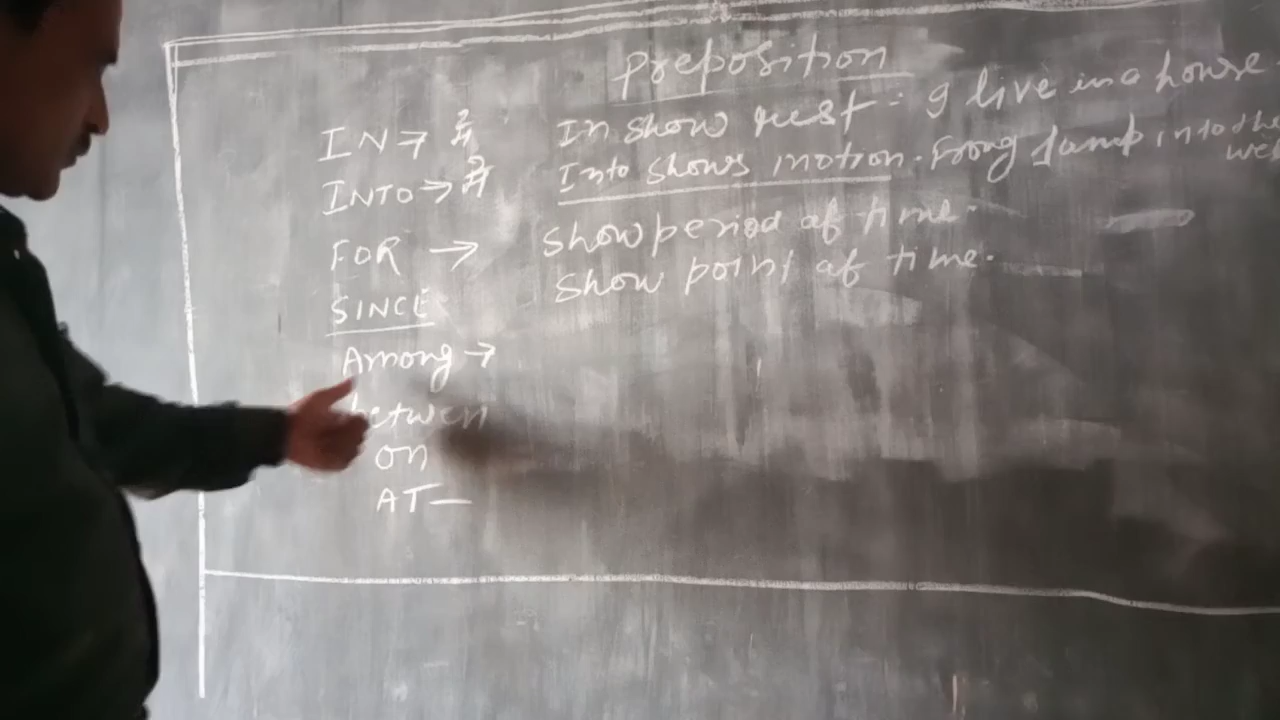 Preposition
IN → में In show rest : I live in a house.
INTO → में Into shows motion. Frong Jump into the
well
FOR → Show period of time.
SINCE Show point of time.
Among →
between
on
AT —